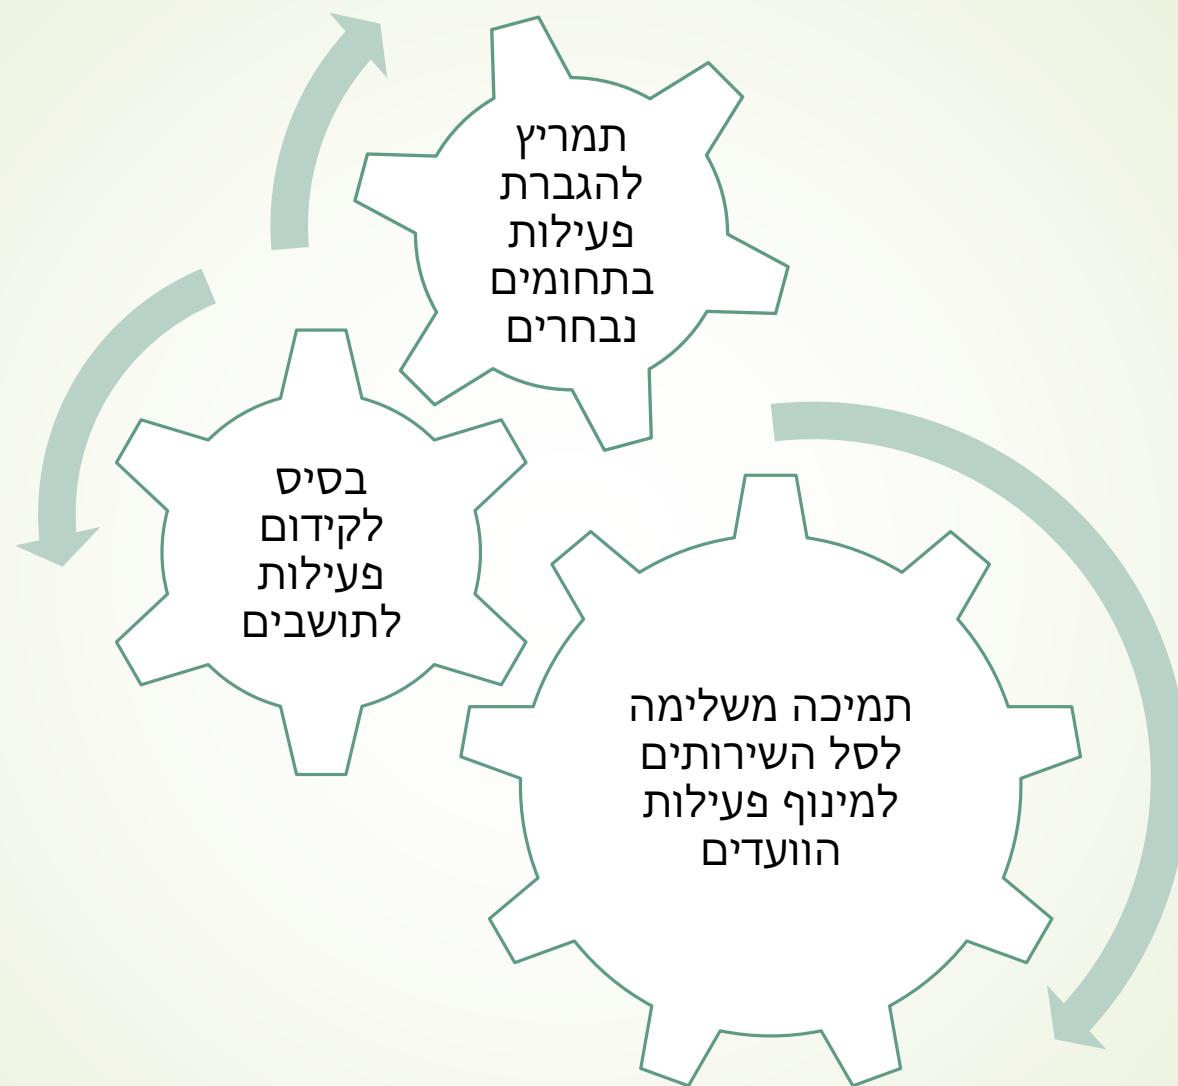 תמריץ
להגברת
פעילות
בתחומים
נבחרים
בסיס
לקידום
פעילות
לתושבים
תמיכה משלימה
לסל השירותים
למינוף פעילות
הוועדים